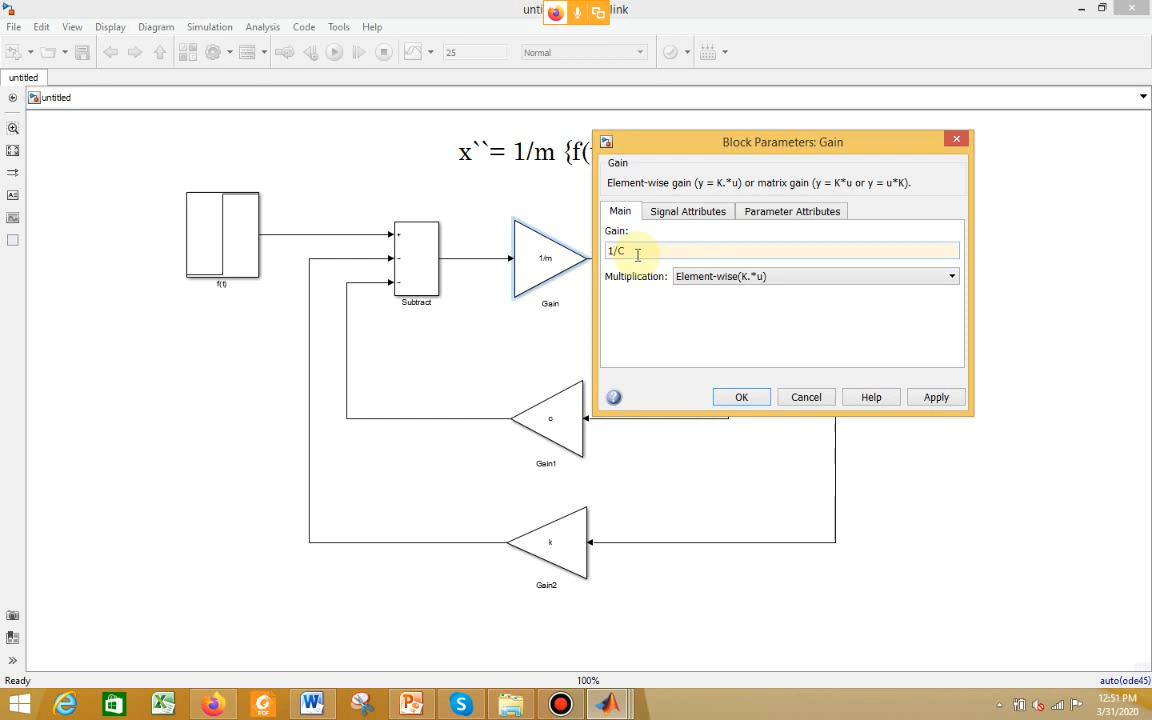 unti
link
File Edit View Display Diagram Simulation Analysis Code Tools Help
25
Normal
untitled
untitled
x``= 1/m {f(
f(t)
+
−
−
Subtract
1/m
Gain
c
Gain1
k
Gain2
Block Parameters: Gain
Gain
Element-wise gain (y = K.*u) or matrix gain (y = K*u or y = u*K).
Main Signal Attributes Parameter Attributes
Gain:
1/C
Multiplication: Element-wise(K.*u)
OK Cancel Help Apply
Ready
100%
auto(ode45)
12:51 PM
3/31/2020